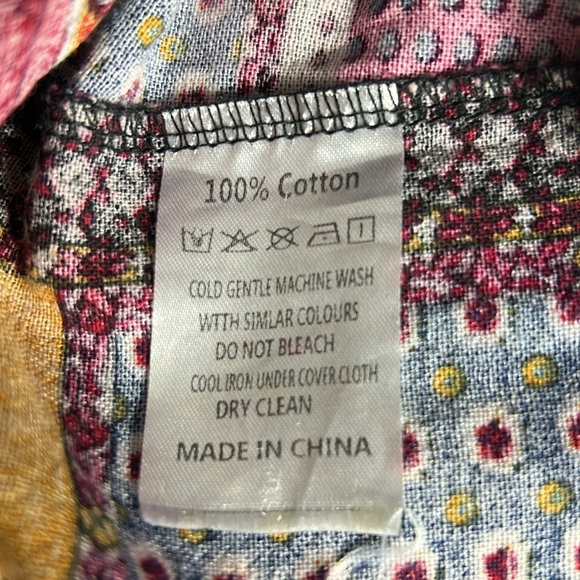 100% Cotton
COLD GENTLE MACHINE WASH
WTTH SIMLAR COLOURS
DO NOT BLEACH
COOL IRON UNDER COVER CLOTH
DRY CLEAN
MADE IN CHINA